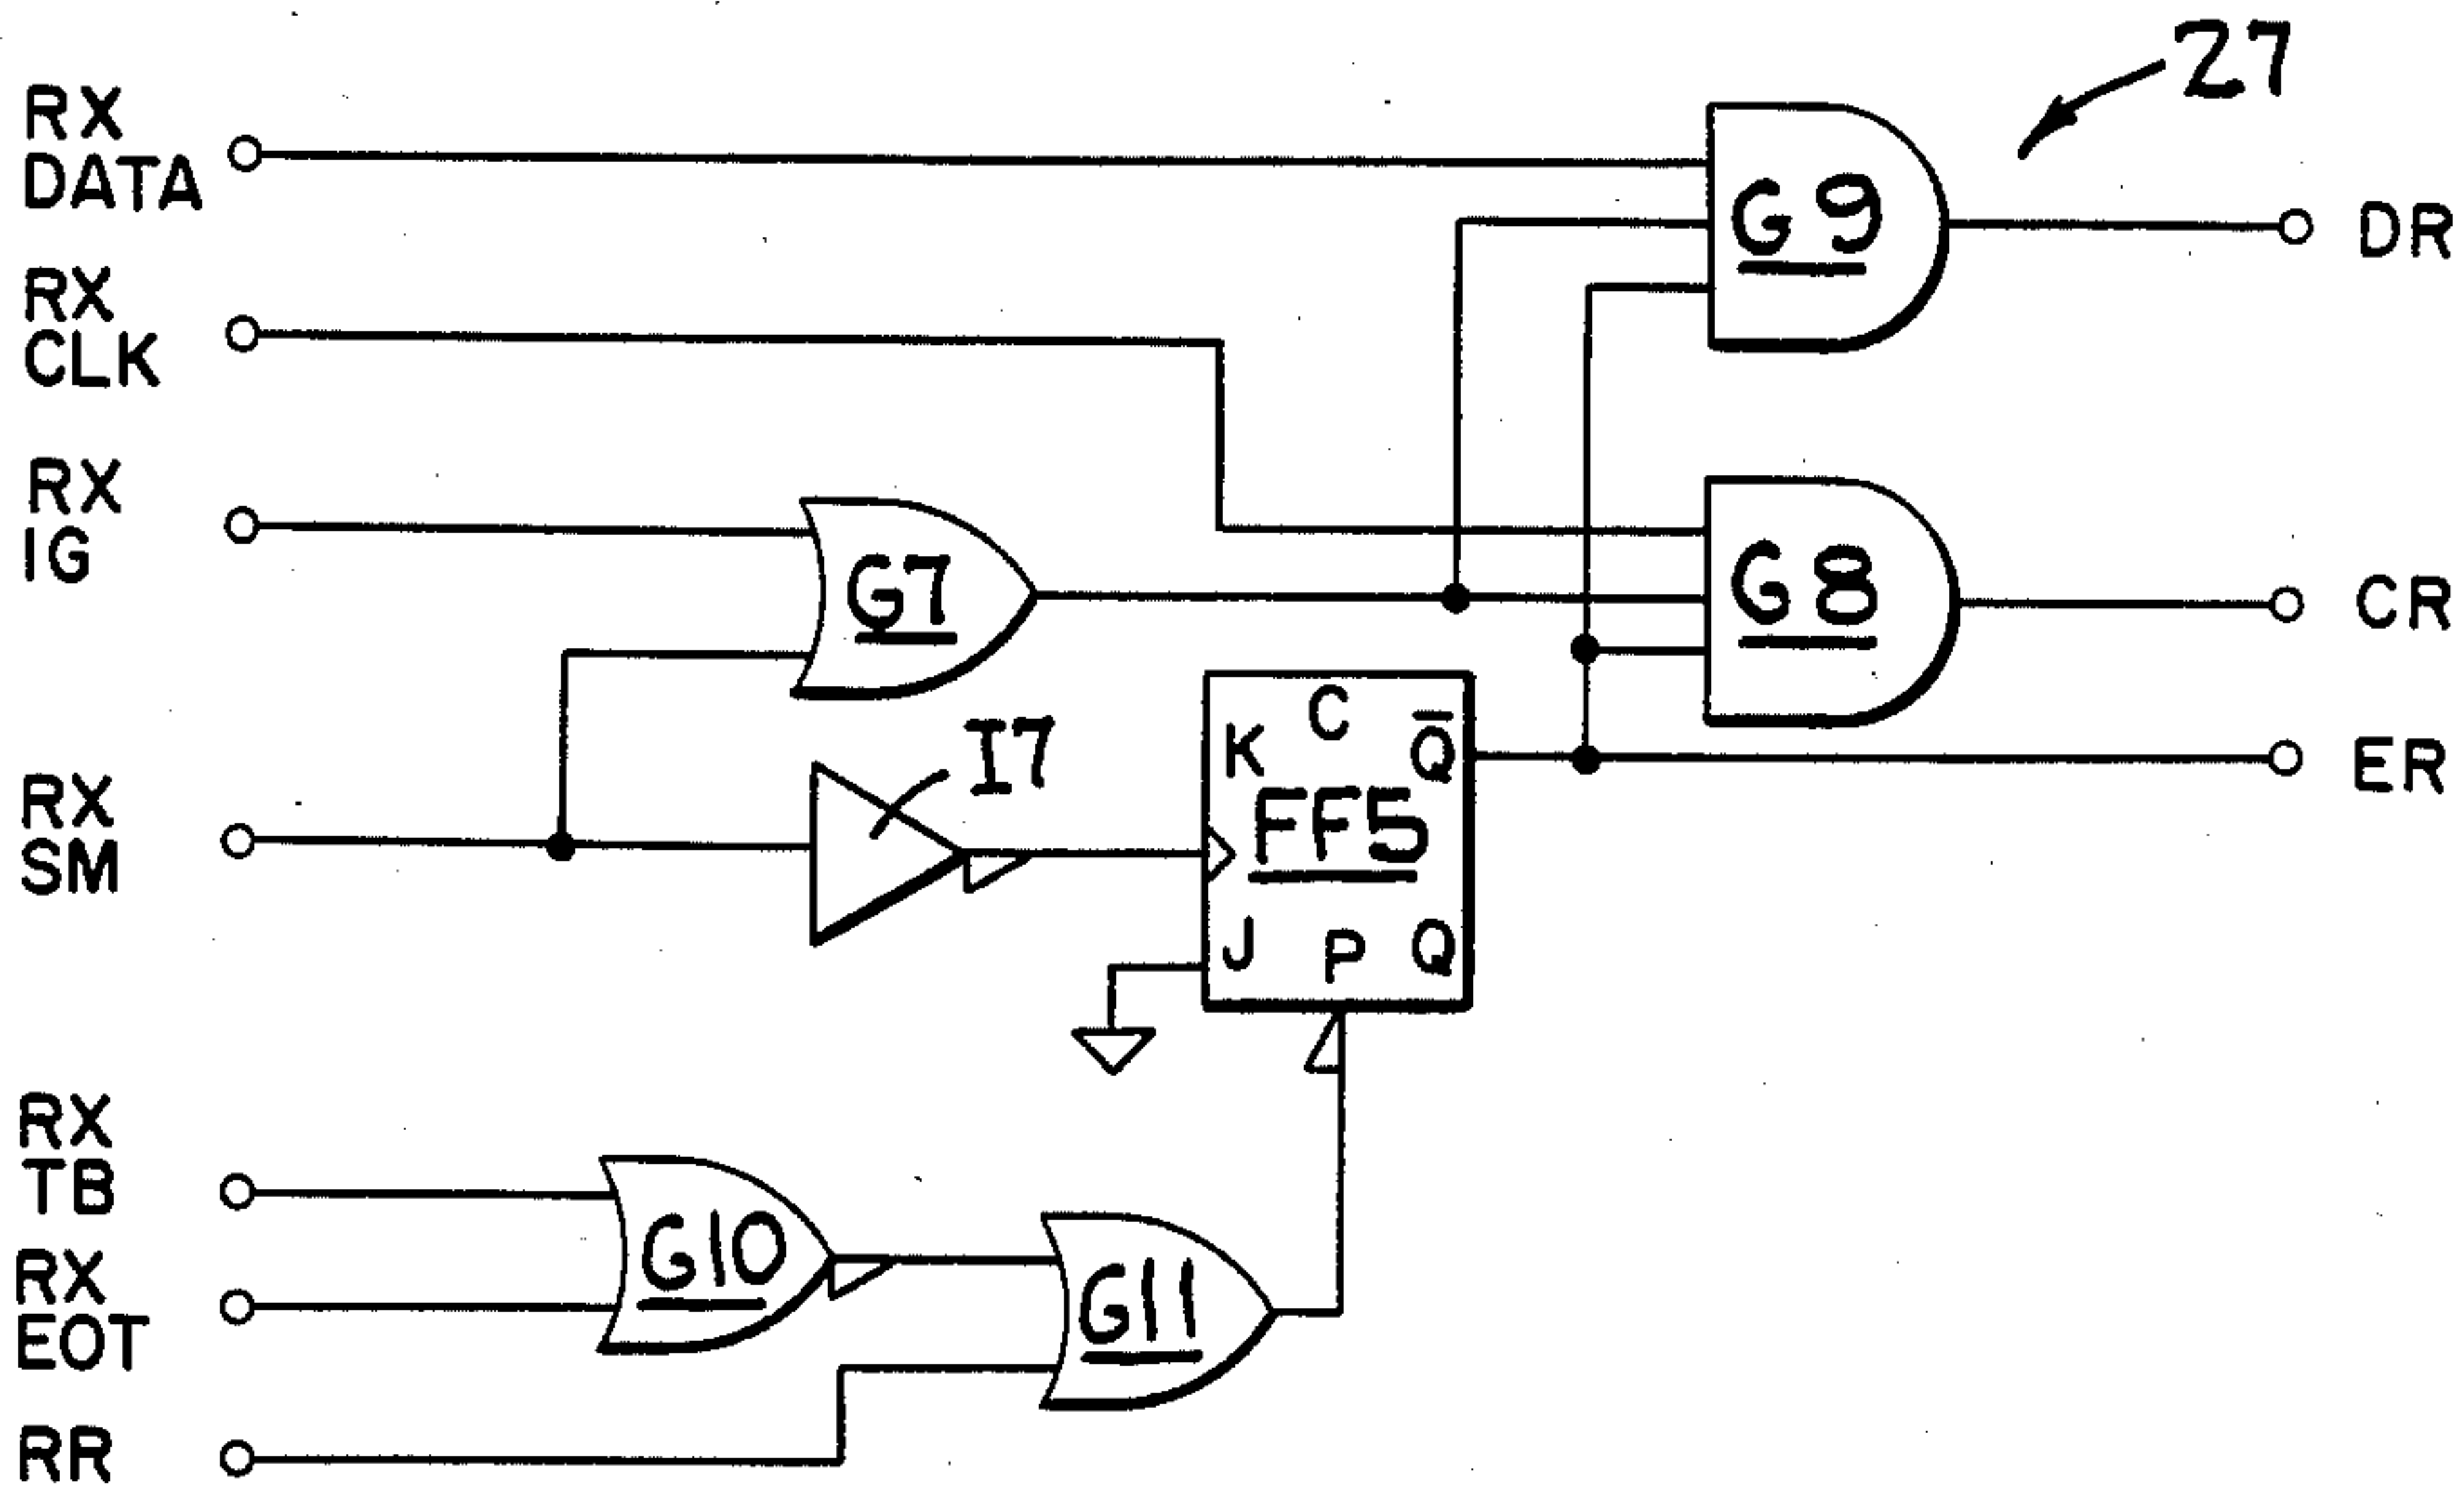 27
RX
DATA
G9
DR
RX
CLK
RX
IG
G7
G8
CR
I7
C
K
Q̅
ER
FF5
RX
SM
J
P
Q
RX
TB
G10
RX
EOT
G11
RR